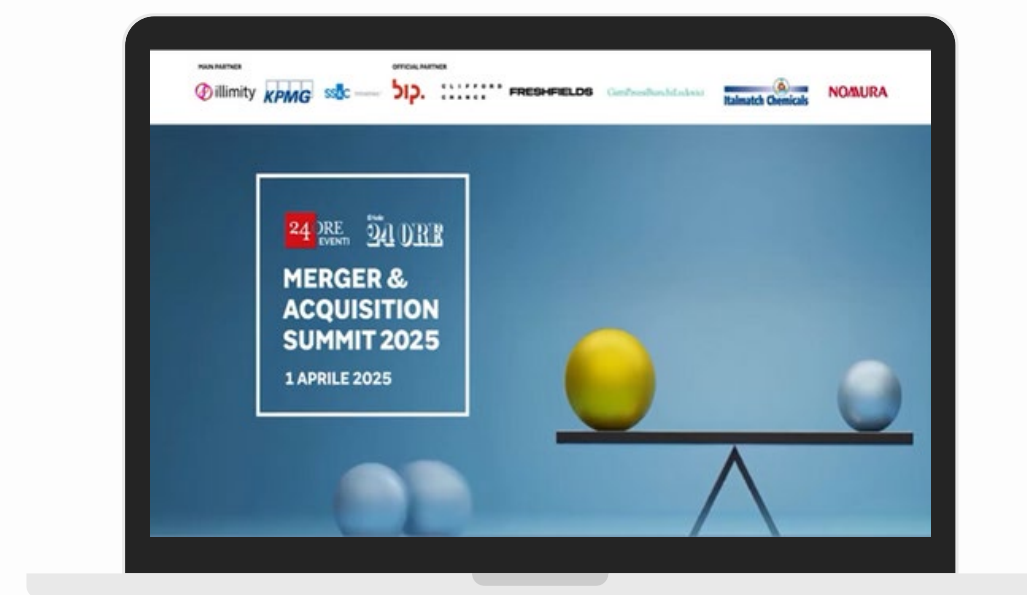 MAIN PARTNER
OFFICIAL PARTNER
illimity
KPMG
SS&C
bip.
CLIFFORD
CHANCE
FRESHFIELDS
Italmatch Chemicals
NOMURA
24 ORE
EVENTI
24 ORE
MERGER &
ACQUISITION
SUMMIT 2025
1 APRILE 2025